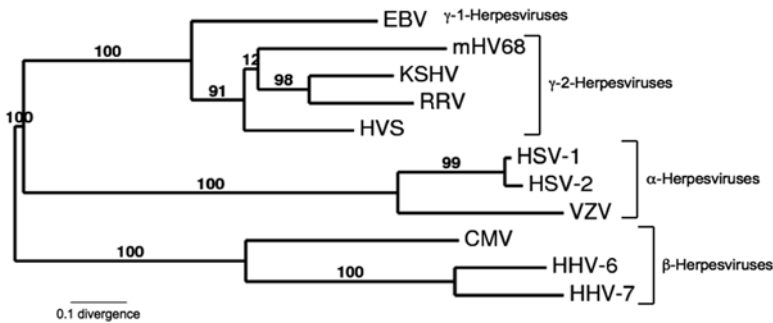 EBV γ-1-Herpesviruses
100
12 mHV68
98 KSHV
γ-2-Herpesviruses
91 RRV
100
HVS
99 HSV-1
α-Herpesviruses
100 HSV-2
VZV
CMV
100
β-Herpesviruses
100 HHV-6
HHV-7
0.1 divergence